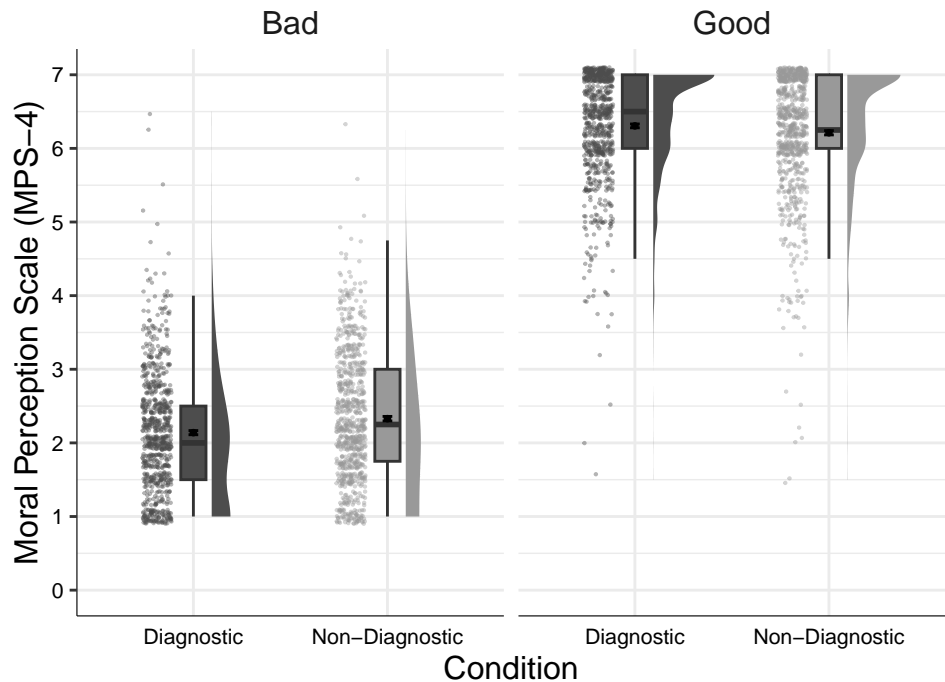 Bad
Good
Moral Perception Scale (MPS−4)
7
6
5
4
3
2
1
0
Diagnostic
Non−Diagnostic
Diagnostic
Non−Diagnostic
Condition